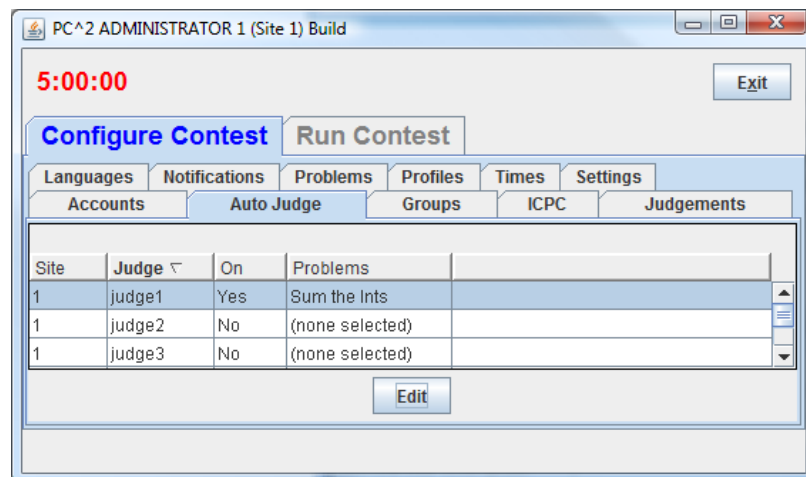 PC^2 ADMINISTRATOR 1 (Site 1) Build
5:00:00 Exit
Configure Contest Run Contest
Languages Notifications Problems Profiles Times Settings
Accounts Auto Judge Groups ICPC Judgements
Site Judge On Problems
1 judge1 Yes Sum the Ints
1 judge2 No (none selected)
1 judge3 No (none selected)
Edit